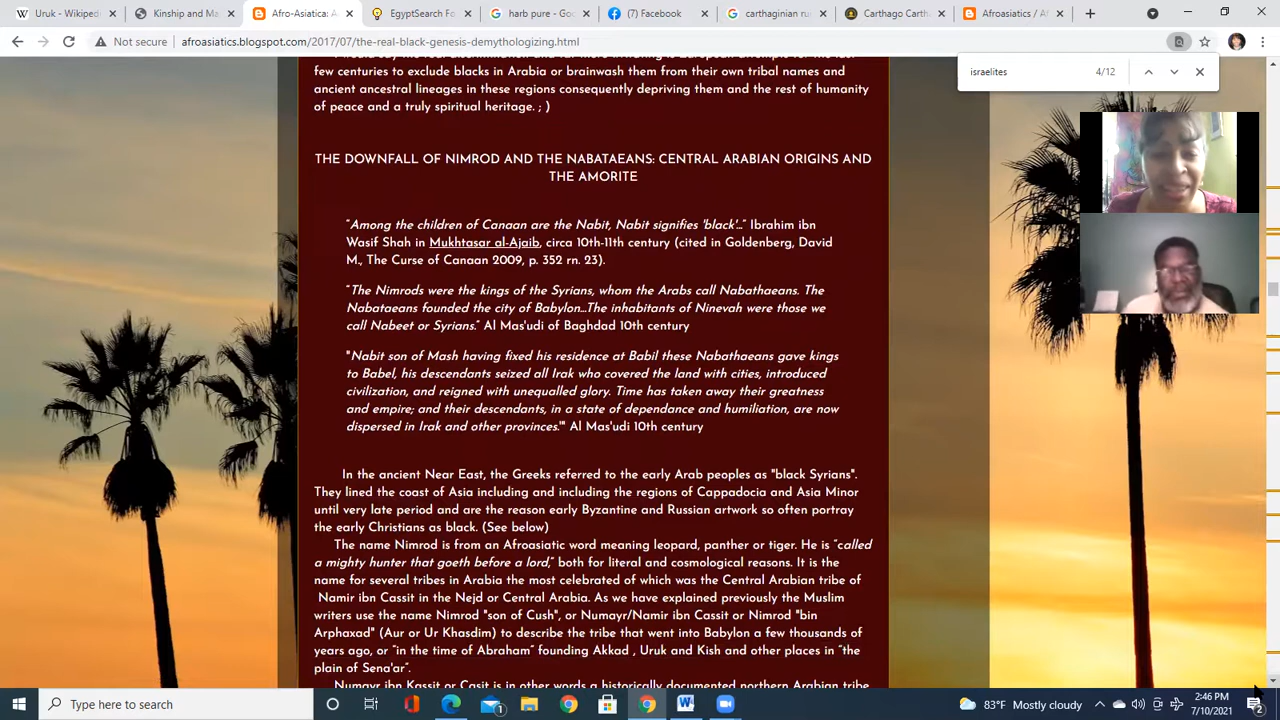 Uruk - Wikipedi
Kinship and Ma
Afro-Asiatica: A
EgyptSearch Fo
harb pure - Goo
(7) Facebook
carthaginian ru
Carthago Carth
Afroasiatics / Af
Not secure | afroasiatics.blogspot.com/2017/07/the-real-black-genesis-demythologizing.html
israelites 4/12
few centuries to exclude blacks in Arabia or brainwash them from their own tribal names and
ancient ancestral lineages in these regions consequently depriving them and the rest of humanity
of peace and a truly spiritual heritage. ; )
THE DOWNFALL OF NIMROD AND THE NABATAEANS: CENTRAL ARABIAN ORIGINS AND
THE AMORITE
"Among the children of Canaan are the Nabit, Nabit signifies 'black'..." Ibrahim ibn
Wasif Shah in Mukhtasar al-Ajaib, circa 10th-11th century (cited in Goldenberg, David
M., The Curse of Canaan 2009, p. 352 rn. 23).
"The Nimrods were the kings of the Syrians, whom the Arabs call Nabathaeans. The
Nabataeans founded the city of Babylon...The inhabitants of Ninevah were those we
call Nabeet or Syrians." Al Mas'udi of Baghdad 10th century
"Nabit son of Mash having fixed his residence at Babil these Nabathaeans gave kings
to Babel, his descendants seized all Irak who covered the land with cities, introduced
civilization, and reigned with unequalled glory. Time has taken away their greatness
and empire; and their descendants, in a state of dependance and humiliation, are now
dispersed in Irak and other provinces.'" Al Mas'udi 10th century
In the ancient Near East, the Greeks referred to the early Arab peoples as "black Syrians".
They lined the coast of Asia including and including the regions of Cappadocia and Asia Minor
until very late period and are the reason early Byzantine and Russian artwork so often portray
the early Christians as black. (See below)
The name Nimrod is from an Afroasiatic word meaning leopard, panther or tiger. He is "called
a mighty hunter that goeth before a lord," both for literal and cosmological reasons. It is the
name for several tribes in Arabia the most celebrated of which was the Central Arabian tribe of
Namir ibn Cassit in the Nejd or Central Arabia. As we have explained previously the Muslim
writers use the name Nimrod "son of Cush", or Numayr/Namir ibn Cassit or Nimrod "bin
Arphaxad" (Aur or Ur Khasdim) to describe the tribe that went into Babylon a few thousands of
years ago, or "in the time of Abraham" founding Akkad , Uruk and Kish and other places in "the
plain of Sena'ar".
Numayr ibn Kassit or Casit is in other words a historically documented northern Arabian tribe
Type here to search
83°F Mostly cloudy
2:46 PM
7/10/2021